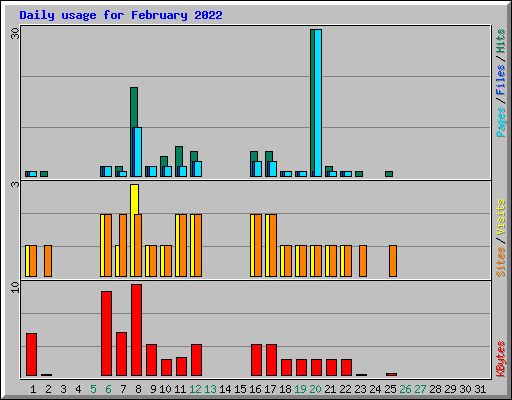 Daily usage for February 2022
30
3
10
Pages / Files / Hits
Sites / Visits
KBytes
1 2 3 4 5 6 7 8 9 10 11 12 13 14 15 16 17 18 19 20 21 22 23 24 25 26 27 28 29 30 31